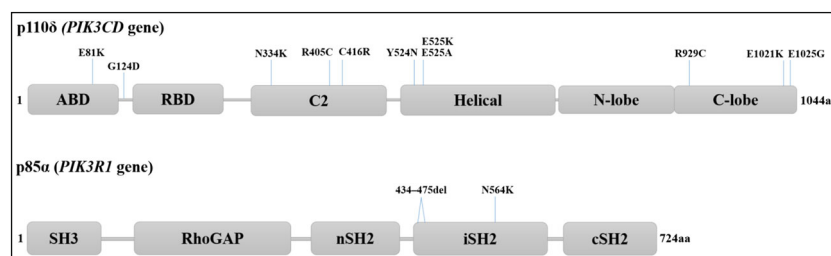 p110δ (PIK3CD gene)
E81K
G124D
N334K
R405C
C416R
Y524N
E525K
E525A
R929C
E1021K
E1025G
1
ABD
RBD
C2
Helical
N-lobe
C-lobe
1044a
p85α (PIK3R1 gene)
434–475del
N564K
1
SH3
RhoGAP
nSH2
iSH2
cSH2
724aa